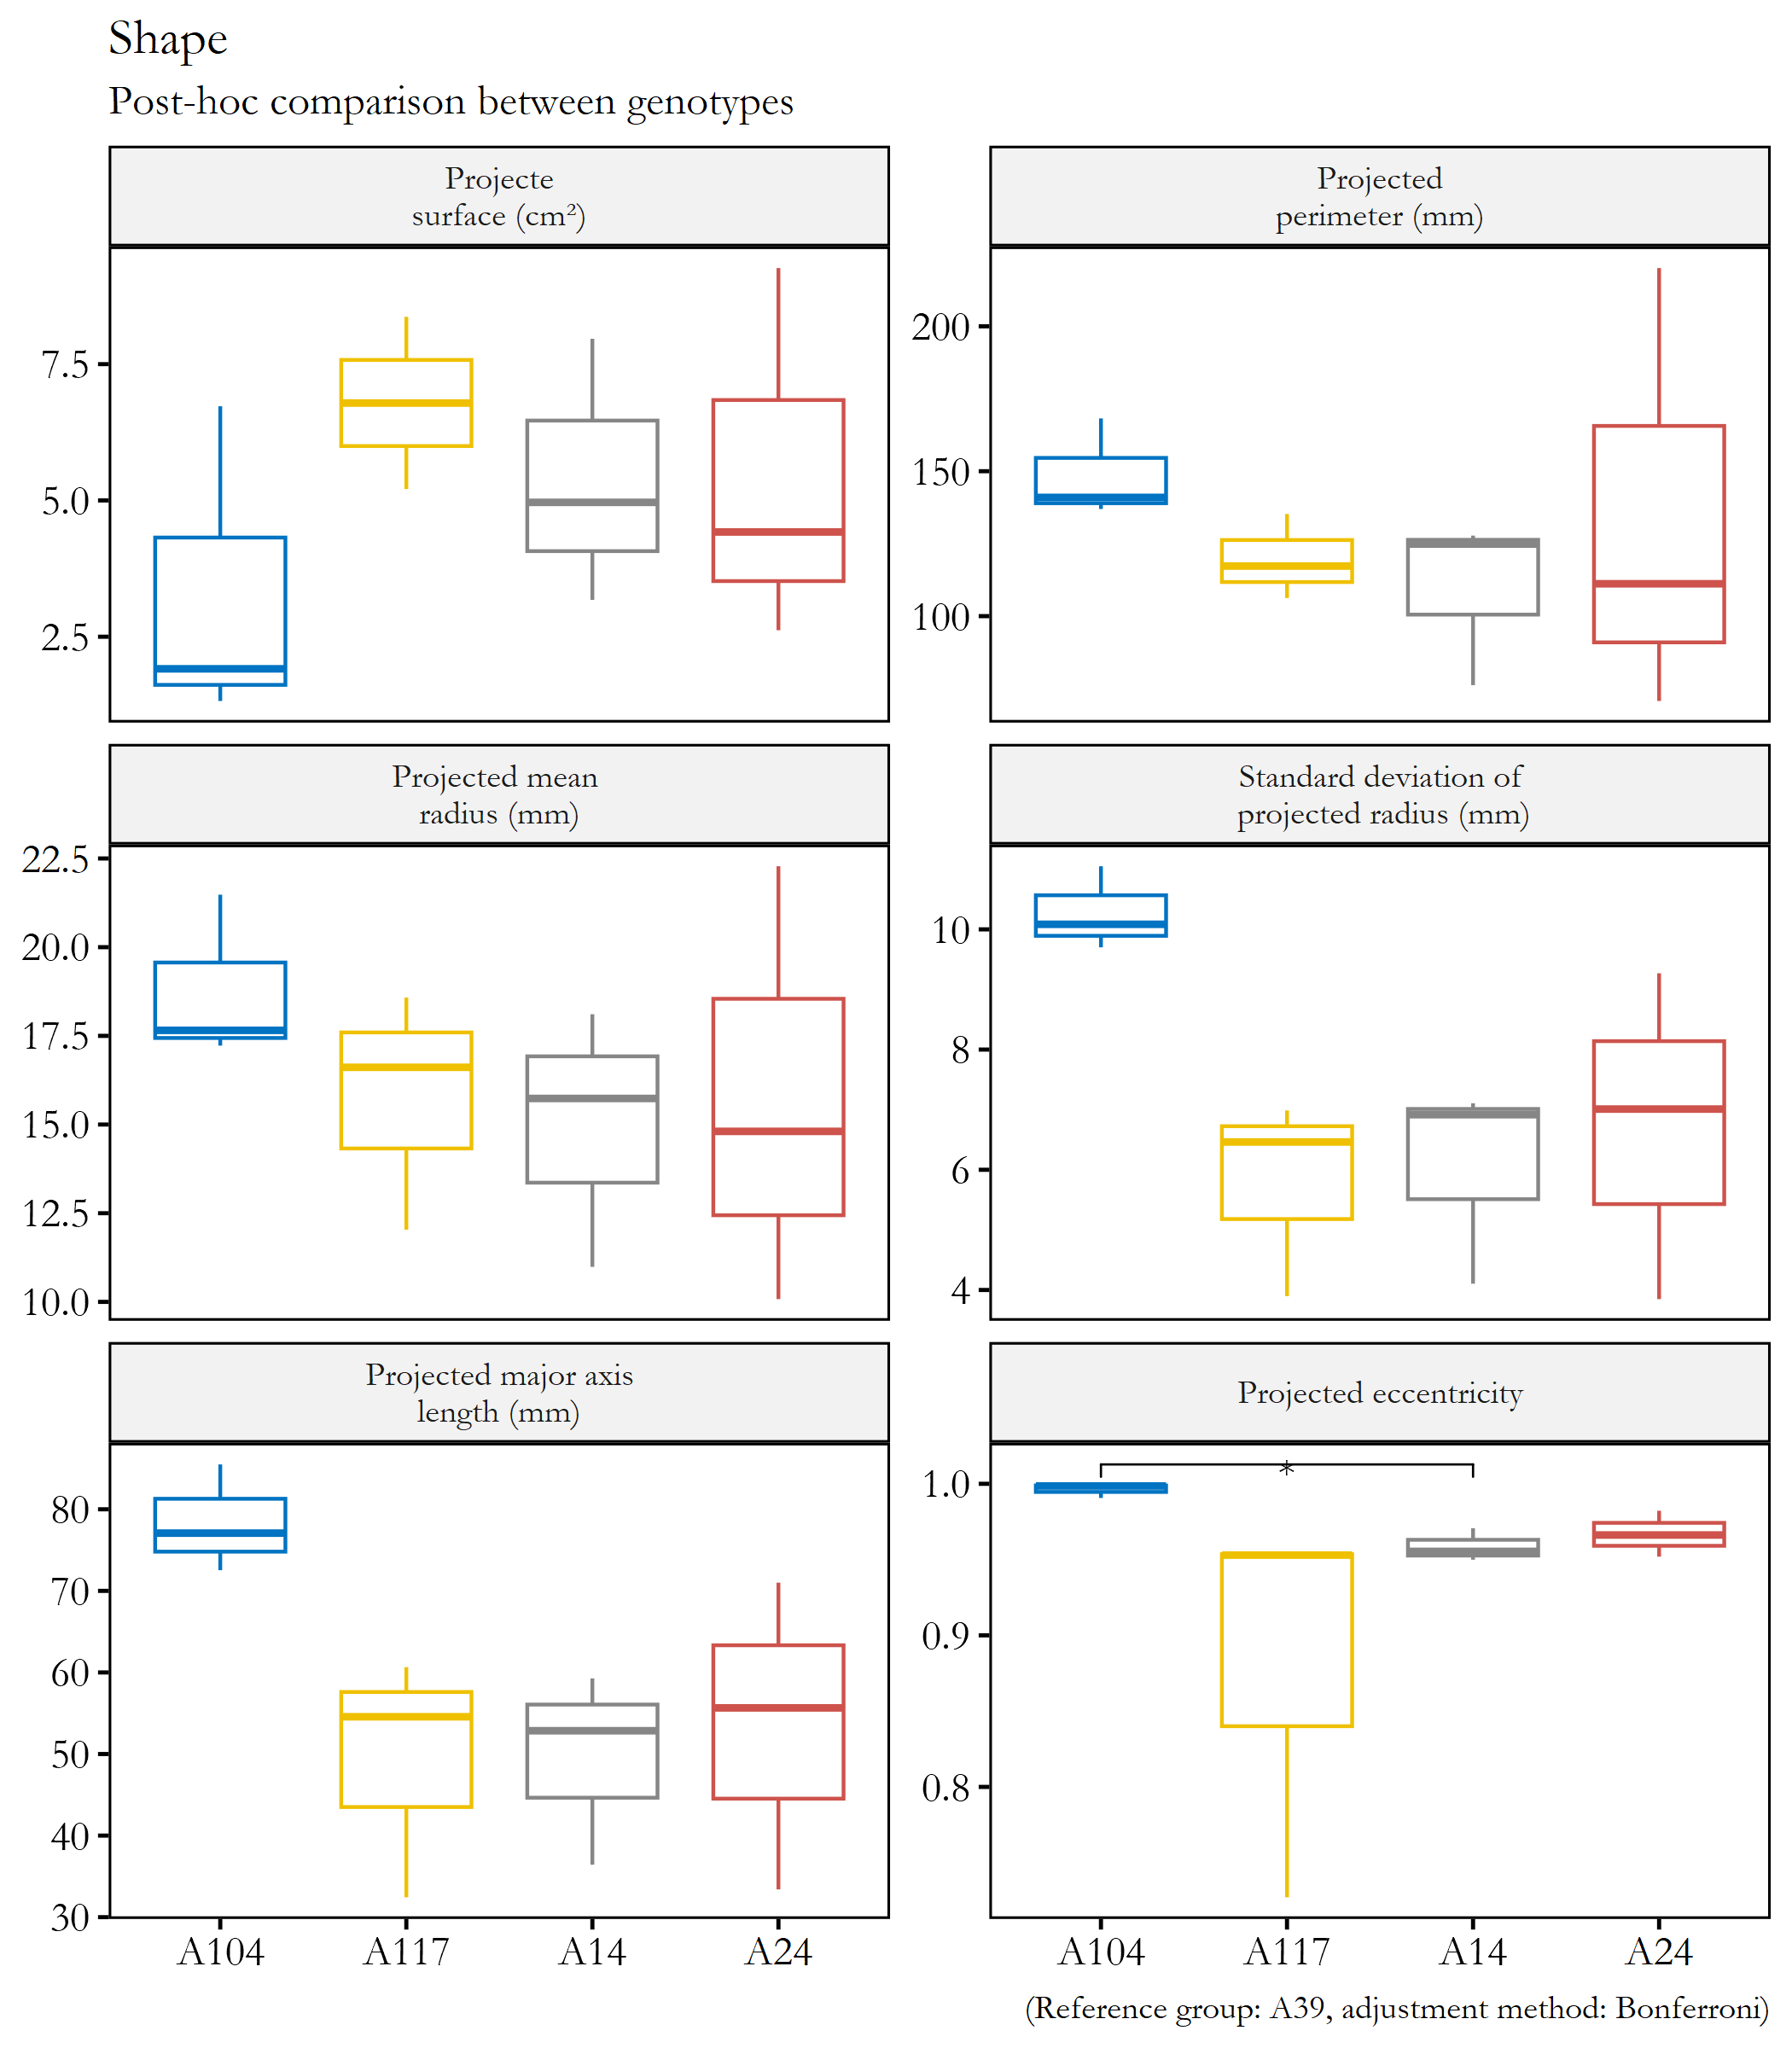 Shape
Post-hoc comparison between genotypes
Projecte
surface (cm²)
Projected
perimeter (mm)
7.5
5.0
2.5
200
150
100
Projected mean
radius (mm)
Standard deviation of
projected radius (mm)
22.5
20.0
17.5
15.0
12.5
10.0
10
8
6
4
Projected major axis
length (mm)
Projected eccentricity
80
70
60
50
40
30
*
1.0
0.9
0.8
A104 A117 A14 A24
A104 A117 A14 A24
(Reference group: A39, adjustment method: Bonferroni)